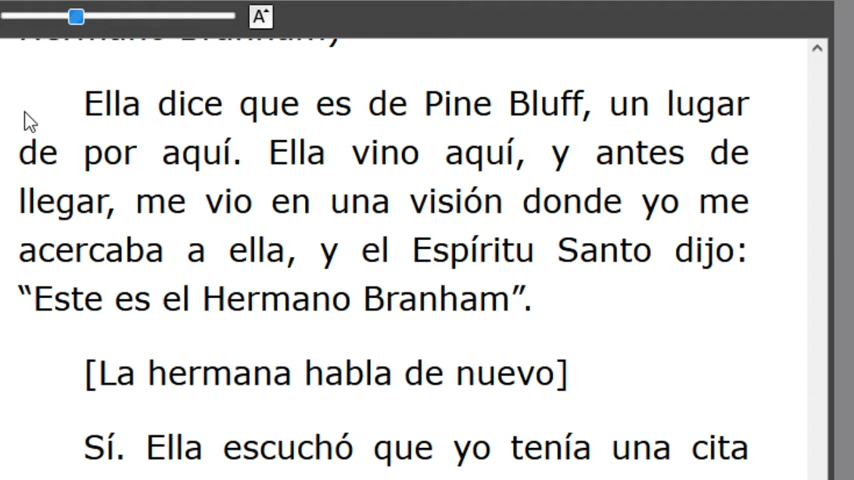 A
Hermano Branham)
Ella dice que es de Pine Bluff, un lugar
de por aquí. Ella vino aquí, y antes de
llegar, me vio en una visión donde yo me
acercaba a ella, y el Espíritu Santo dijo:
“Este es el Hermano Branham”.
[La hermana habla de nuevo]
Sí. Ella escuchó que yo tenía una cita